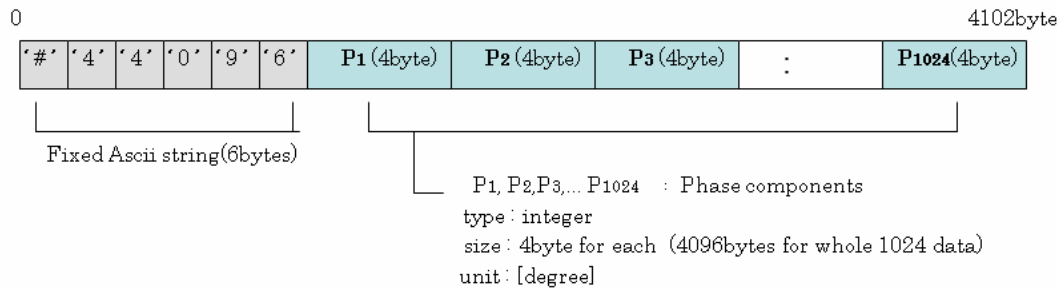 0 4102byte
‘#’ ‘4’ ‘4’ ‘0’ ‘9’ ‘6’ P1 (4byte) P2 (4byte) P3 (4byte) : P1024(4byte)
Fixed Ascii string(6bytes)
P1, P2,P3,... P1024 : Phase components
type : integer
size : 4byte for each (4096bytes for whole 1024 data)
unit : [degree]